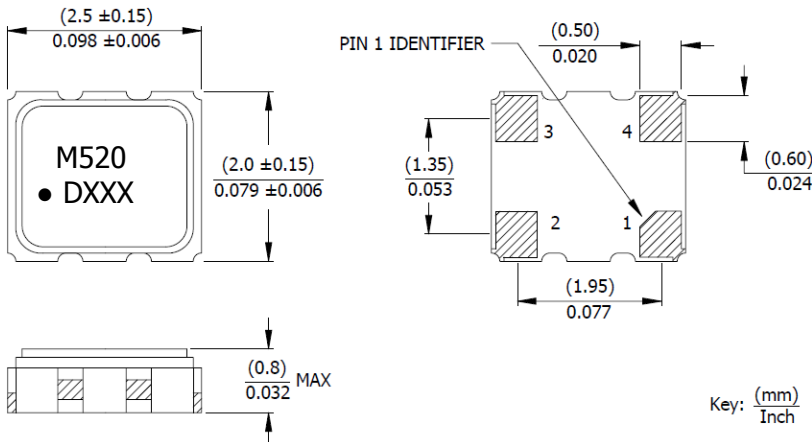 (2.5 ±0.15)
0.098 ±0.006
M520
• DXXX
(2.0 ±0.15)
0.079 ±0.006
PIN 1 IDENTIFIER
(0.50)
0.020
3
4
(1.35)
0.053
(0.60)
0.024
2
1
(1.95)
0.077
(0.8)
0.032 MAX
Key: (mm)
Inch